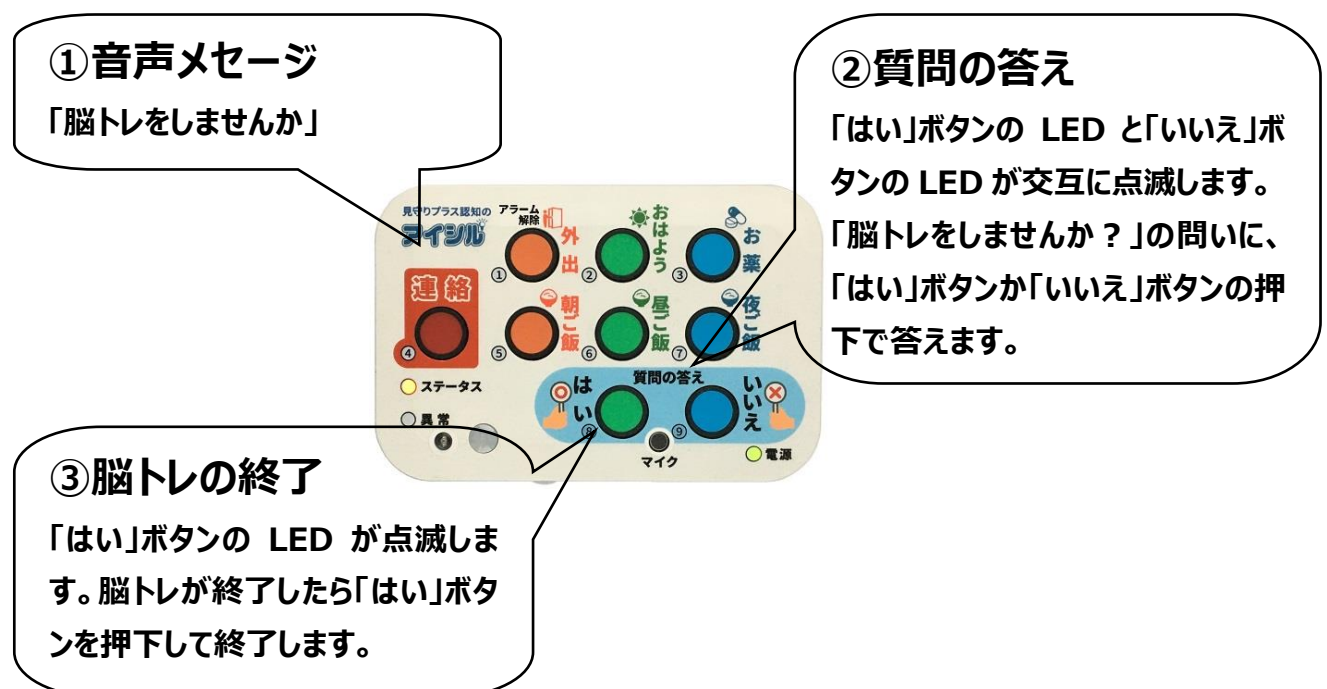 ①音声メセージ
「脳トレをしませんか」
②質問の答え
「はい」ボタンの LED と「いいえ」ボ
タンの LED が交互に点滅します。
「脳トレをしませんか？」の問いに、
「はい」ボタンか「いいえ」ボタンの押
下で答えます。
見守りプラス認知の
ヌイシル
アラーム
解除
外出
①
おはよう
②
お薬
③
連絡
④
朝ご飯
⑤
昼ご飯
⑥
夜ご飯
⑦
ステータス
異常
質問の答え
はい
⑧
いいえ
⑨
マイク
電源
③脳トレの終了
「はい」ボタンの LED が点滅しま
す。脳トレが終了したら「はい」ボタ
ンを押下して終了します。